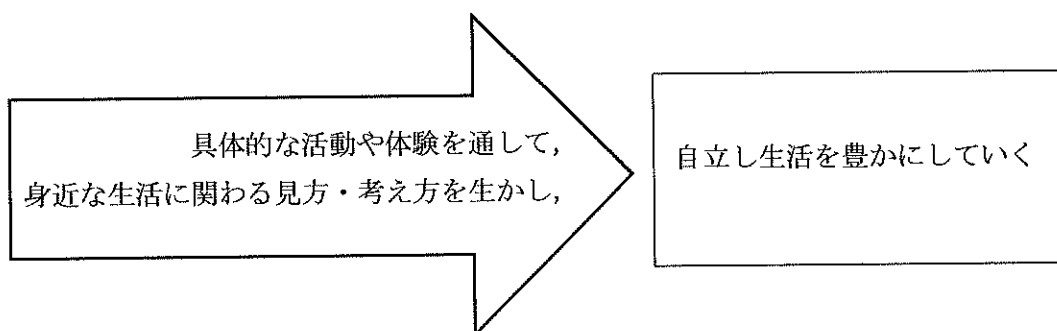 具体的な活動や体験を通して,
身近な生活に関わる見方・考え方を生かし,
自立し生活を豊かにしていく